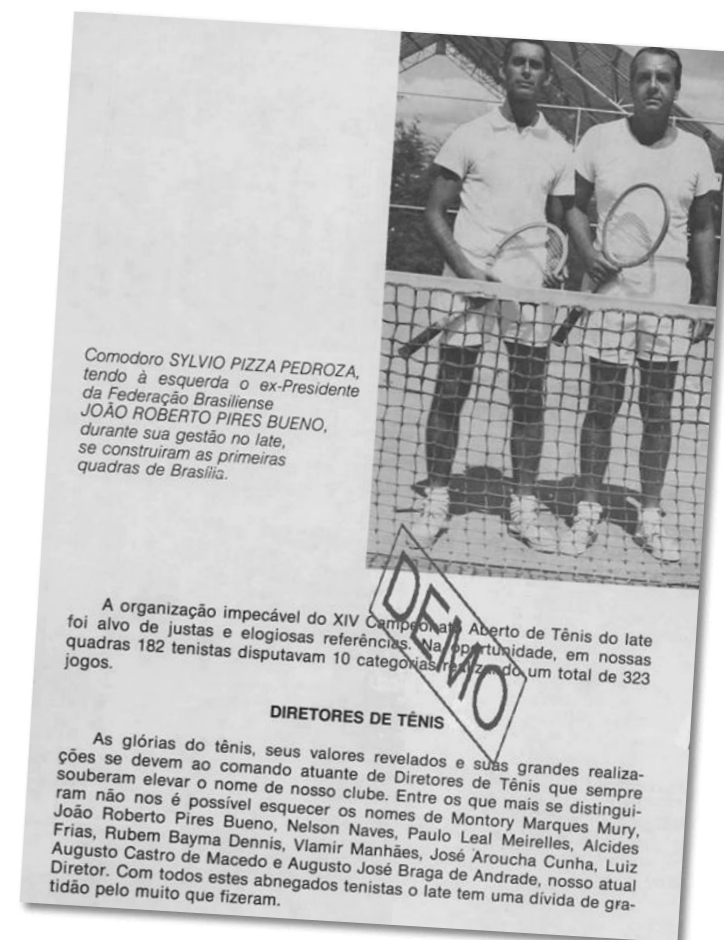 Comodoro SYLVIO PIZZA PEDROZA,
tendo à esquerda o ex-Presidente
da Federação Brasiliense
JOÃO ROBERTO PIRES BUENO,
durante sua gestão no Iate,
se construiram as primeiras
quadras de Brasília.
A organização impecável do XIV Campeonato Aberto de Tênis do Iate
foi alvo de justas e elogiosas referências. Na oportunidade, em nossas
quadras 182 tenistas disputavam 10 categorias realizando um total de 323
jogos.
DEMO
DIRETORES DE TÊNIS
As glórias do tênis, seus valores revelados e suas grandes realiza-
ções se devem ao comando atuante de Diretores de Tênis que sempre
souberam elevar o nome de nosso clube. Entre os que mais se distingui-
ram não nos é possível esquecer os nomes de Montory Marques Mury,
João Roberto Pires Bueno, Nelson Naves, Paulo Leal Meirelles, Alcides
Frias, Rubem Bayma Dennis, Vlamir Manhães, José Aroucha Cunha, Luiz
Augusto Castro de Macedo e Augusto José Braga de Andrade, nosso atual
Diretor. Com todos estes abnegados tenistas o Iate tem uma dívida de gra-
tidão pelo muito que fizeram.